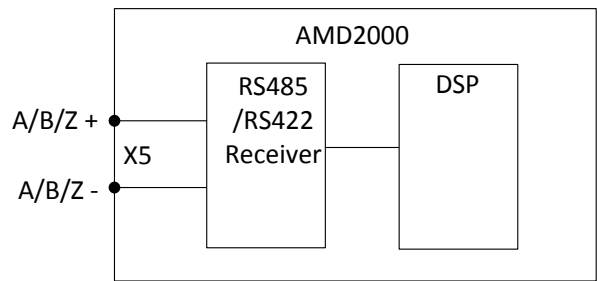 AMD2000
RS485
/RS422
Receiver
DSP
A/B/Z +
X5
A/B/Z -